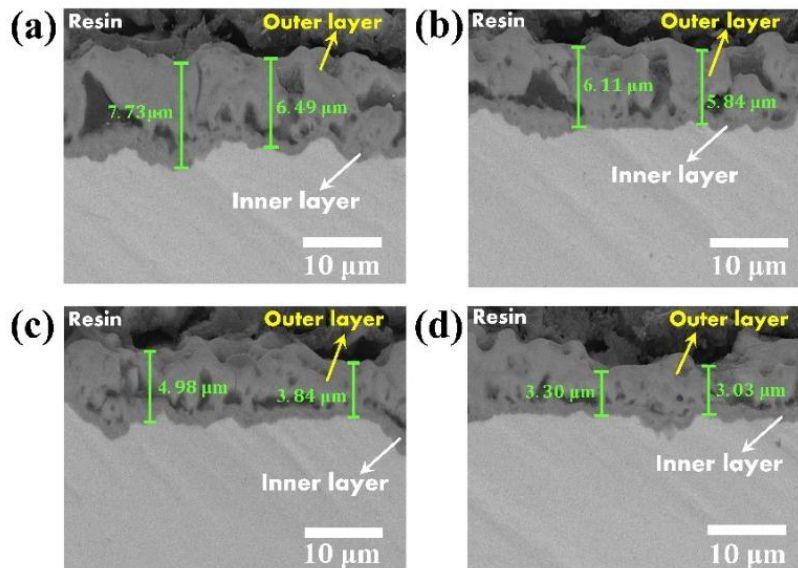 (a)
Resin
Outer layer
7.73μm
6.49 μm
Inner layer
10 μm
(b)
Resin
Outer layer
6.11 μm
5.84 μm
Inner layer
10 μm
(c)
Resin
Outer layer
4.98 μm
3.84 μm
Inner layer
10 μm
(d)
Resin
Outer layer
3.30 μm
3.03 μm
Inner layer
10 μm